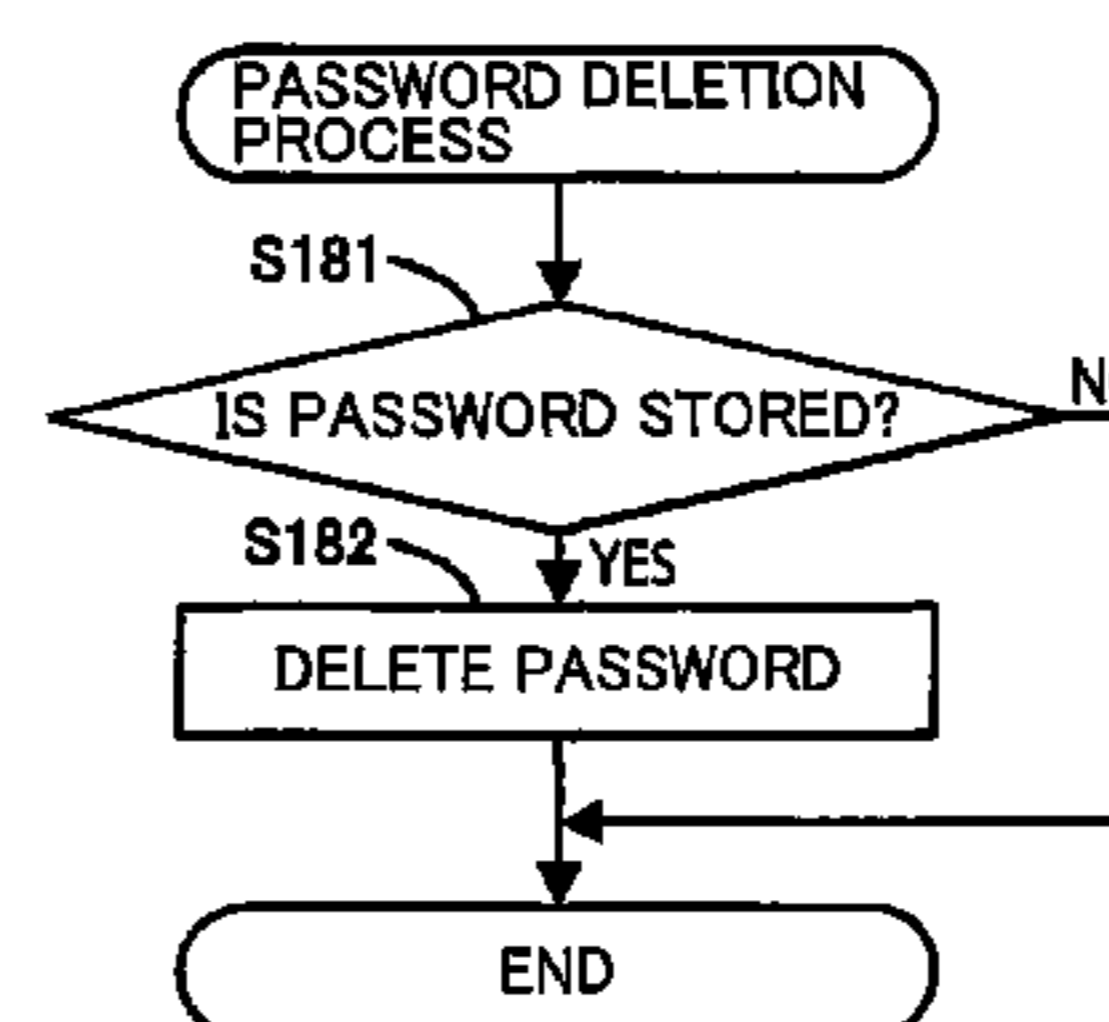 PASSWORD DELETION
PROCESS
S181
IS PASSWORD STORED?
S182
YES
DELETE PASSWORD
END